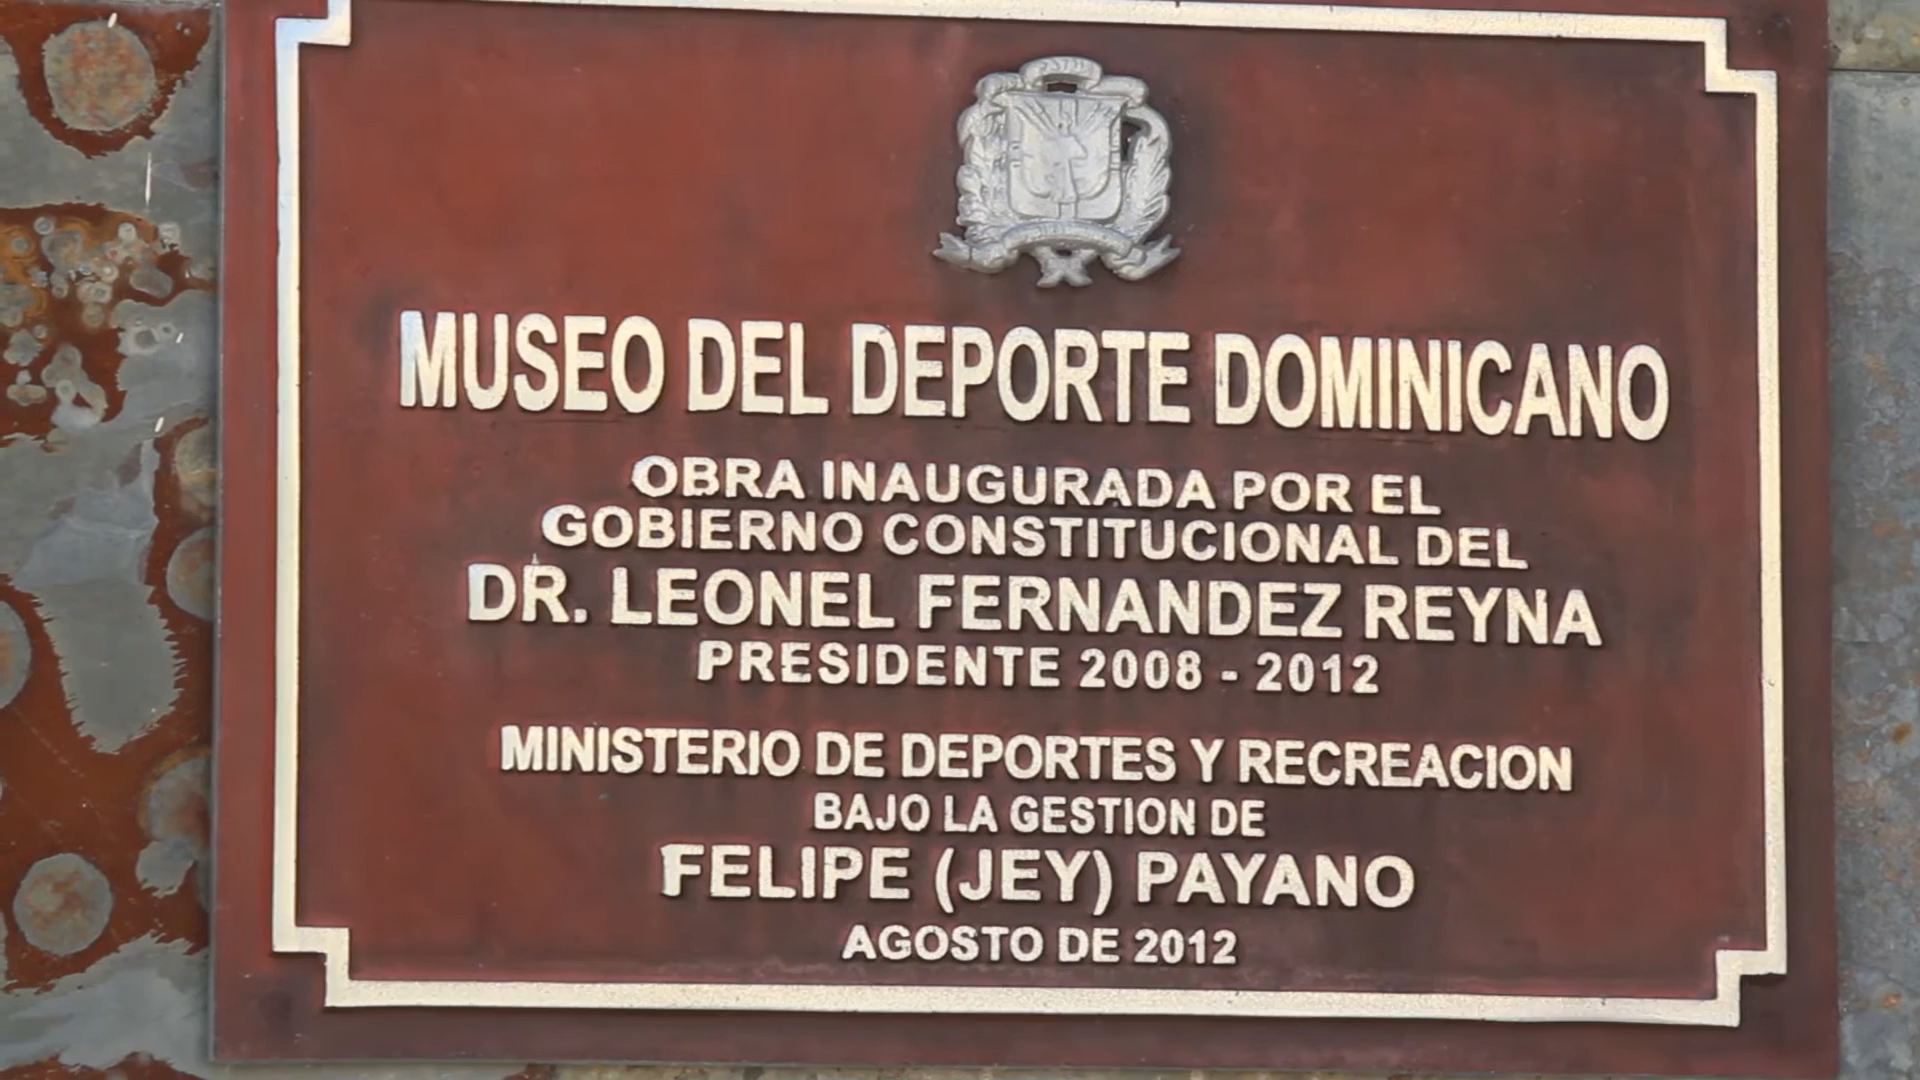 MUSEO DEL DEPORTE DOMINICANO
OBRA INAUGURADA POR EL
GOBIERNO CONSTITUCIONAL DEL
DR. LEONEL FERNANDEZ REYNA
PRESIDENTE 2008 - 2012
MINISTERIO DE DEPORTES Y RECREACION
BAJO LA GESTION DE
FELIPE (JEY) PAYANO
AGOSTO DE 2012